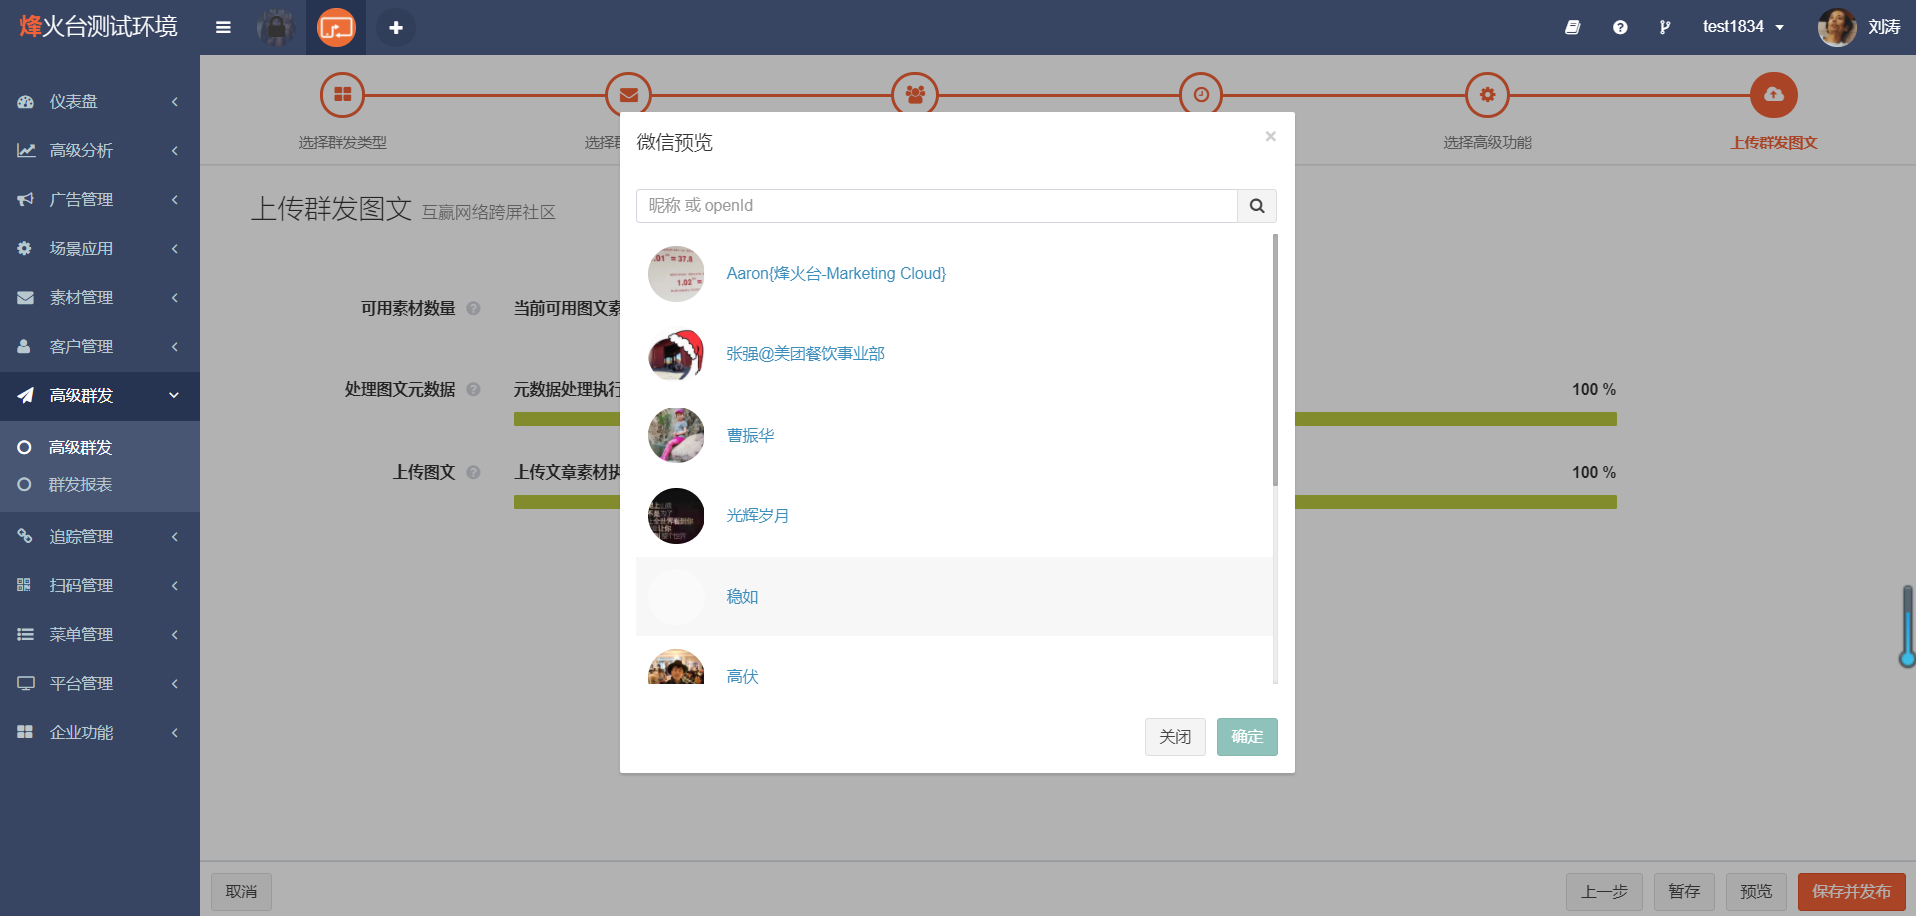 烽火台测试环境
test1834
刘涛
仪表盘
高级分析
广告管理
场景应用
素材管理
客户管理
高级群发
高级群发
群发报表
追踪管理
扫码管理
菜单管理
平台管理
企业功能
选择群发类型
选择
选择高级功能
上传群发图文
上传群发图文 互赢网络跨屏社区
可用素材数量
当前可用图文素
处理图文元数据
元数据处理执行
100 %
上传图文
上传文章素材执
100 %
微信预览
×
昵称 或 openId
.01 = 37.8
1.02
Aaron{烽火台-Marketing Cloud}
张强@美团餐饮事业部
曹振华
光辉岁月
稳如
高伏
关闭
确定
取消
上一步
暂存
预览
保存并发布